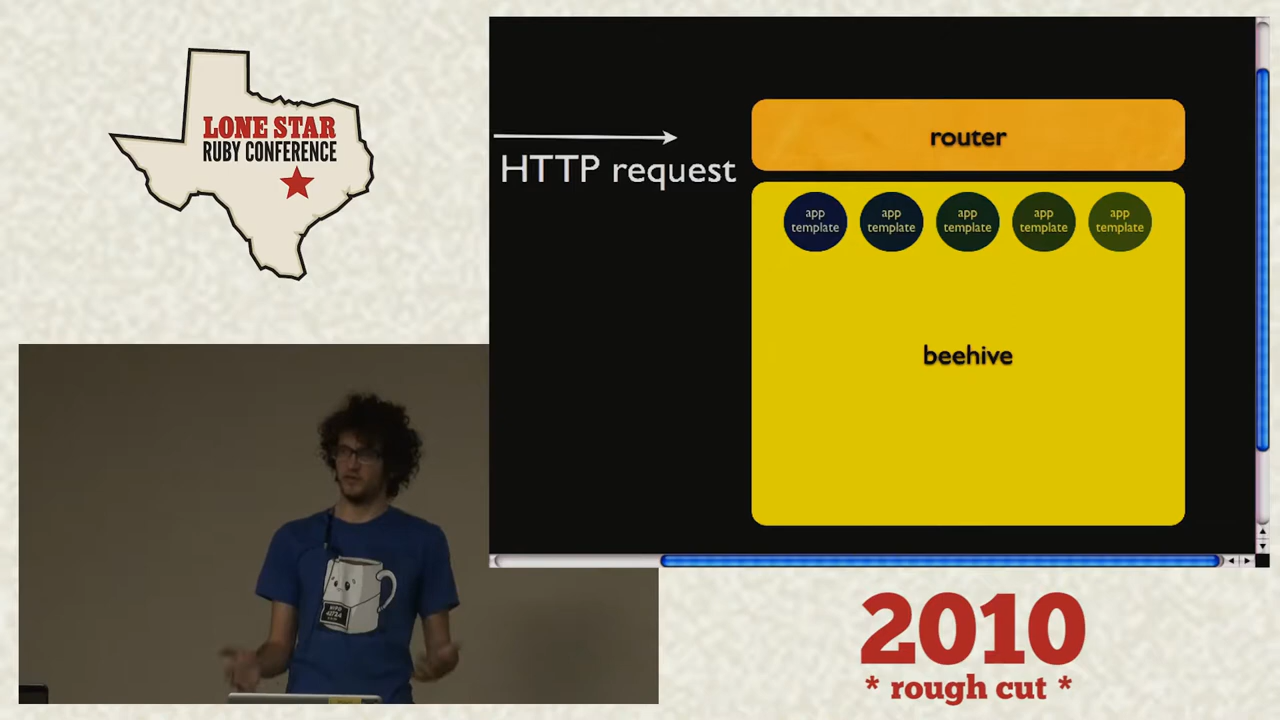 LONE STAR
RUBY CONFERENCE
router
HTTP request
app
template
app
template
app
template
app
template
app
template
beehive
2010
* rough cut *